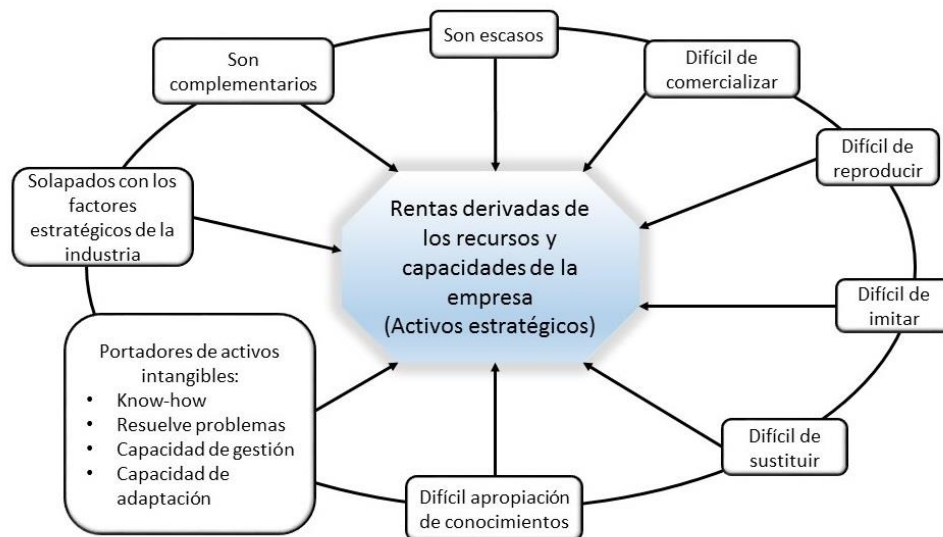 Son escasos
Son
complementarios
Difícil de
comercializar
Difícil de
reproducir
Solapados con los
factores
estratégicos de la
industria
Rentas derivadas de
los recursos y
capacidades de la
empresa
(Activos estratégicos)
Difícil de
imitar
Portadores de activos
intangibles:
• Know-how
• Resuelve problemas
• Capacidad de gestión
• Capacidad de
adaptación
Difícil de
sustituir
Difícil apropiación
de conocimientos